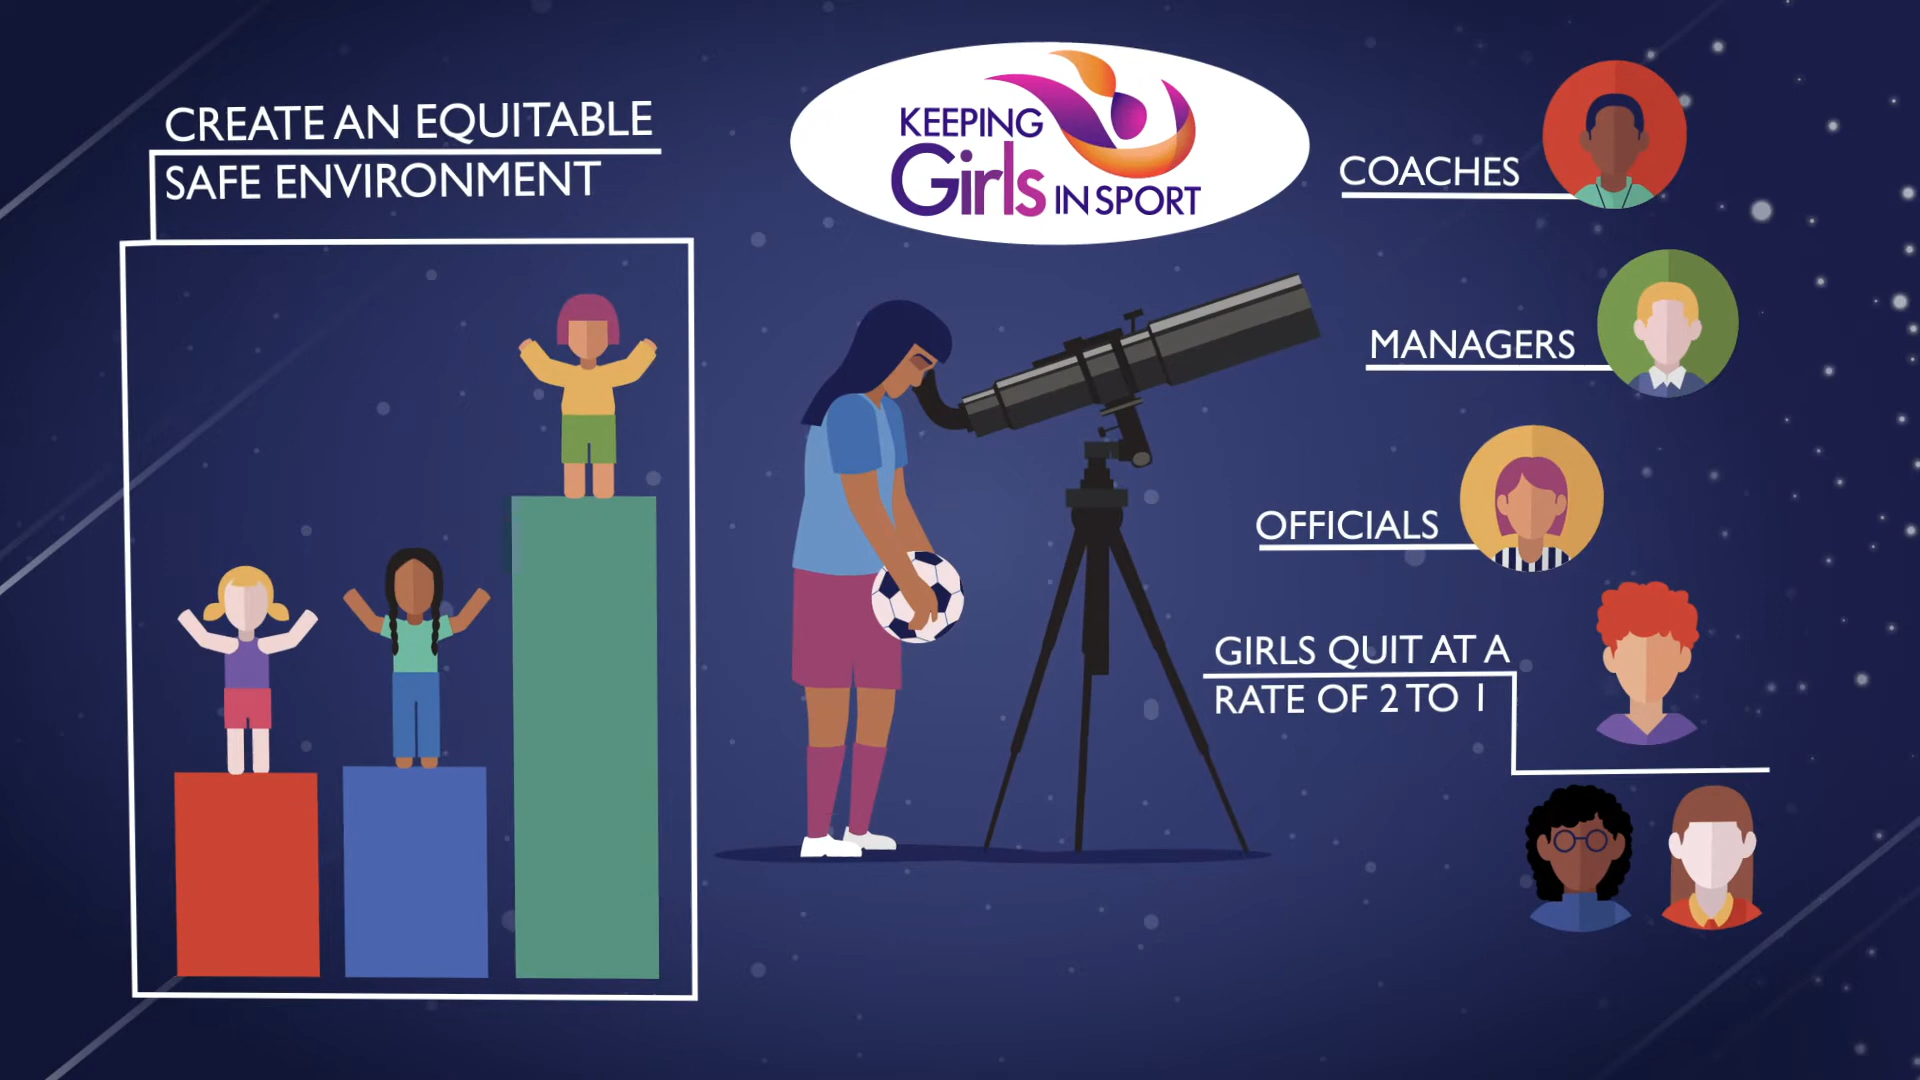 CREATE AN EQUITABLE
SAFE ENVIRONMENT
KEEPING
Girls IN SPORT
COACHES
MANAGERS
OFFICIALS
GIRLS QUIT AT A
RATE OF 2 TO 1